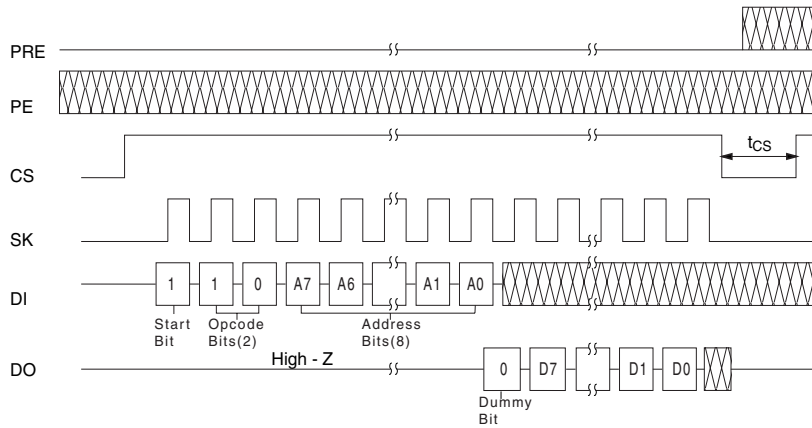 PRE
PE
CS
tCS
SK
DI
1 1 0 A7 A6 A1 A0
Start Bit
Opcode Bits(2)
Address Bits(8)
High - Z
DO
0 D7 D1 D0
Dummy Bit